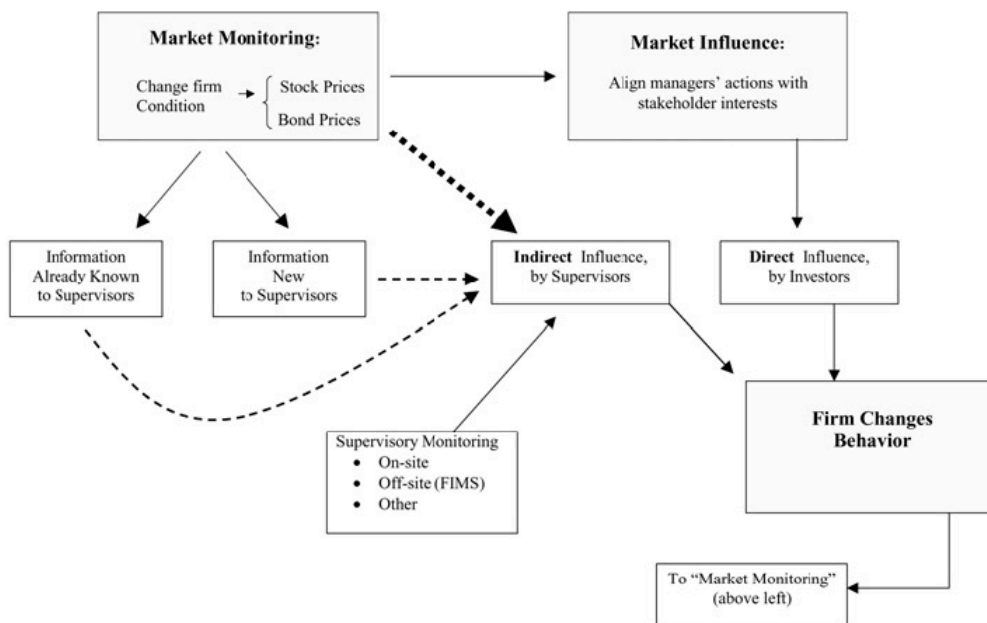 Market Monitoring:
Change firm
Condition
Stock Prices
Bond Prices
Market Influence:
Align managers' actions with
stakeholder interests
Information
Already Known
to Supervisors
Information
New
to Supervisors
Indirect Influence,
by Supervisors
Direct Influence,
by Investors
Supervisory Monitoring
• On-site
• Off-site (FIMS)
• Other
Firm Changes
Behavior
To “Market Monitoring”
(above left)